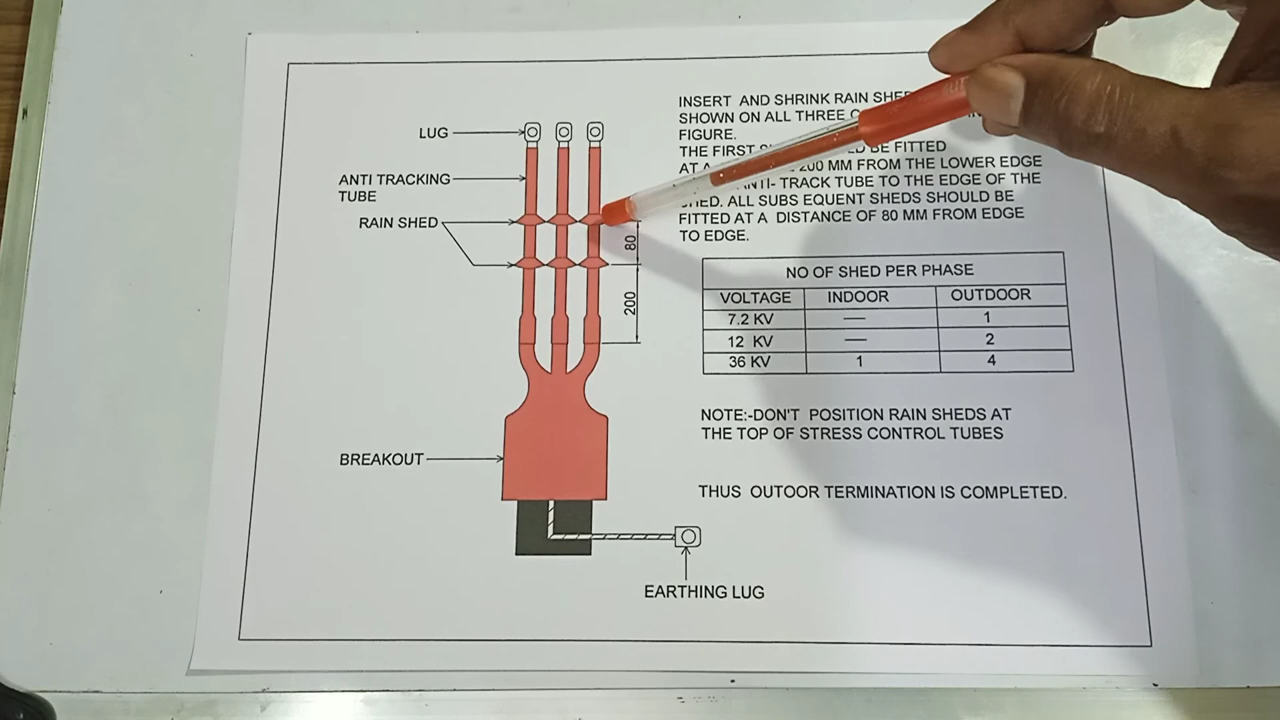 LUG
ANTI TRACKING
TUBE
RAIN SHED
80
200
BREAKOUT
EARTHING LUG
INSERT AND SHRINK RAIN SHED
SHOWN ON ALL THREE
FIGURE.
THE FIRST BE FITTED
AT 200 MM FROM THE LOWER EDGE
ANTI- TRACK TUBE TO THE EDGE OF THE
SHED. ALL SUBS EQUENT SHEDS SHOULD BE
FITTED AT A DISTANCE OF 80 MM FROM EDGE
TO EDGE.
NO OF SHED PER PHASE
VOLTAGE INDOOR OUTDOOR
7.2 KV — 1
12 KV — 2
36 KV 1 4
NOTE:-DON'T POSITION RAIN SHEDS AT
THE TOP OF STRESS CONTROL TUBES
THUS OUTOOR TERMINATION IS COMPLETED.